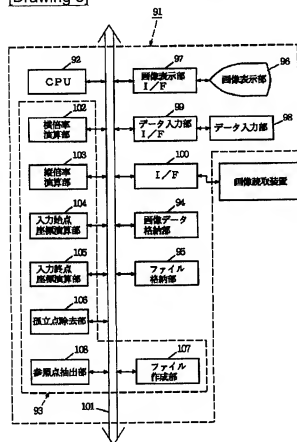 91
92
CPU
97
画像表示部
I/F
96
画像表示部
102
横倍率
演算部
99
データ入力部
I/F
98
データ入力部
103
縦倍率
演算部
100
I/F
画像読取装置
104
入力始点
座標演算部
94
画像データ
格納部
105
入力終点
座標演算部
95
ファイル
格納部
106
孤立点除去部
108
参照点抽出部
107
ファイル
作成部
93
101